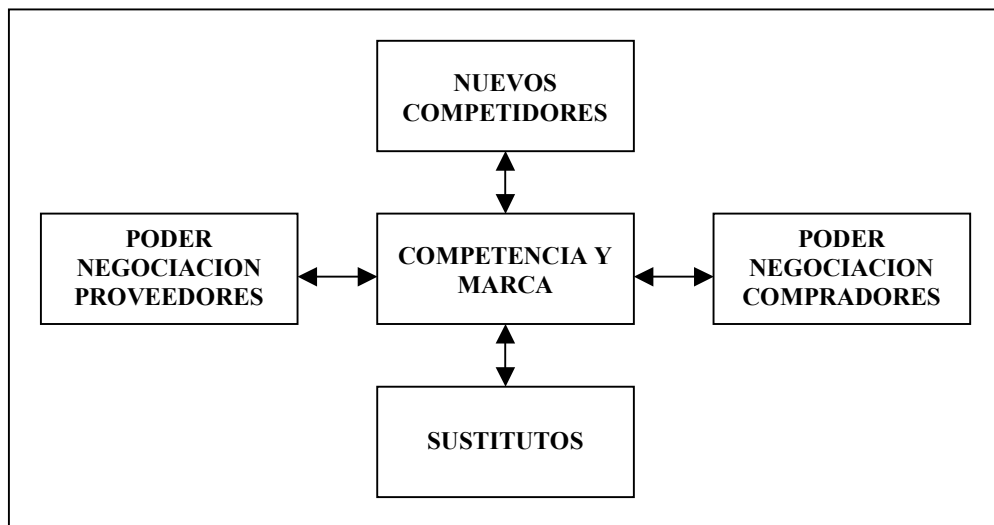 NUEVOS
COMPETIDORES
PODER
NEGOCIACION
PROVEEDORES
COMPETENCIA Y
MARCA
PODER
NEGOCIACION
COMPRADORES
SUSTITUTOS